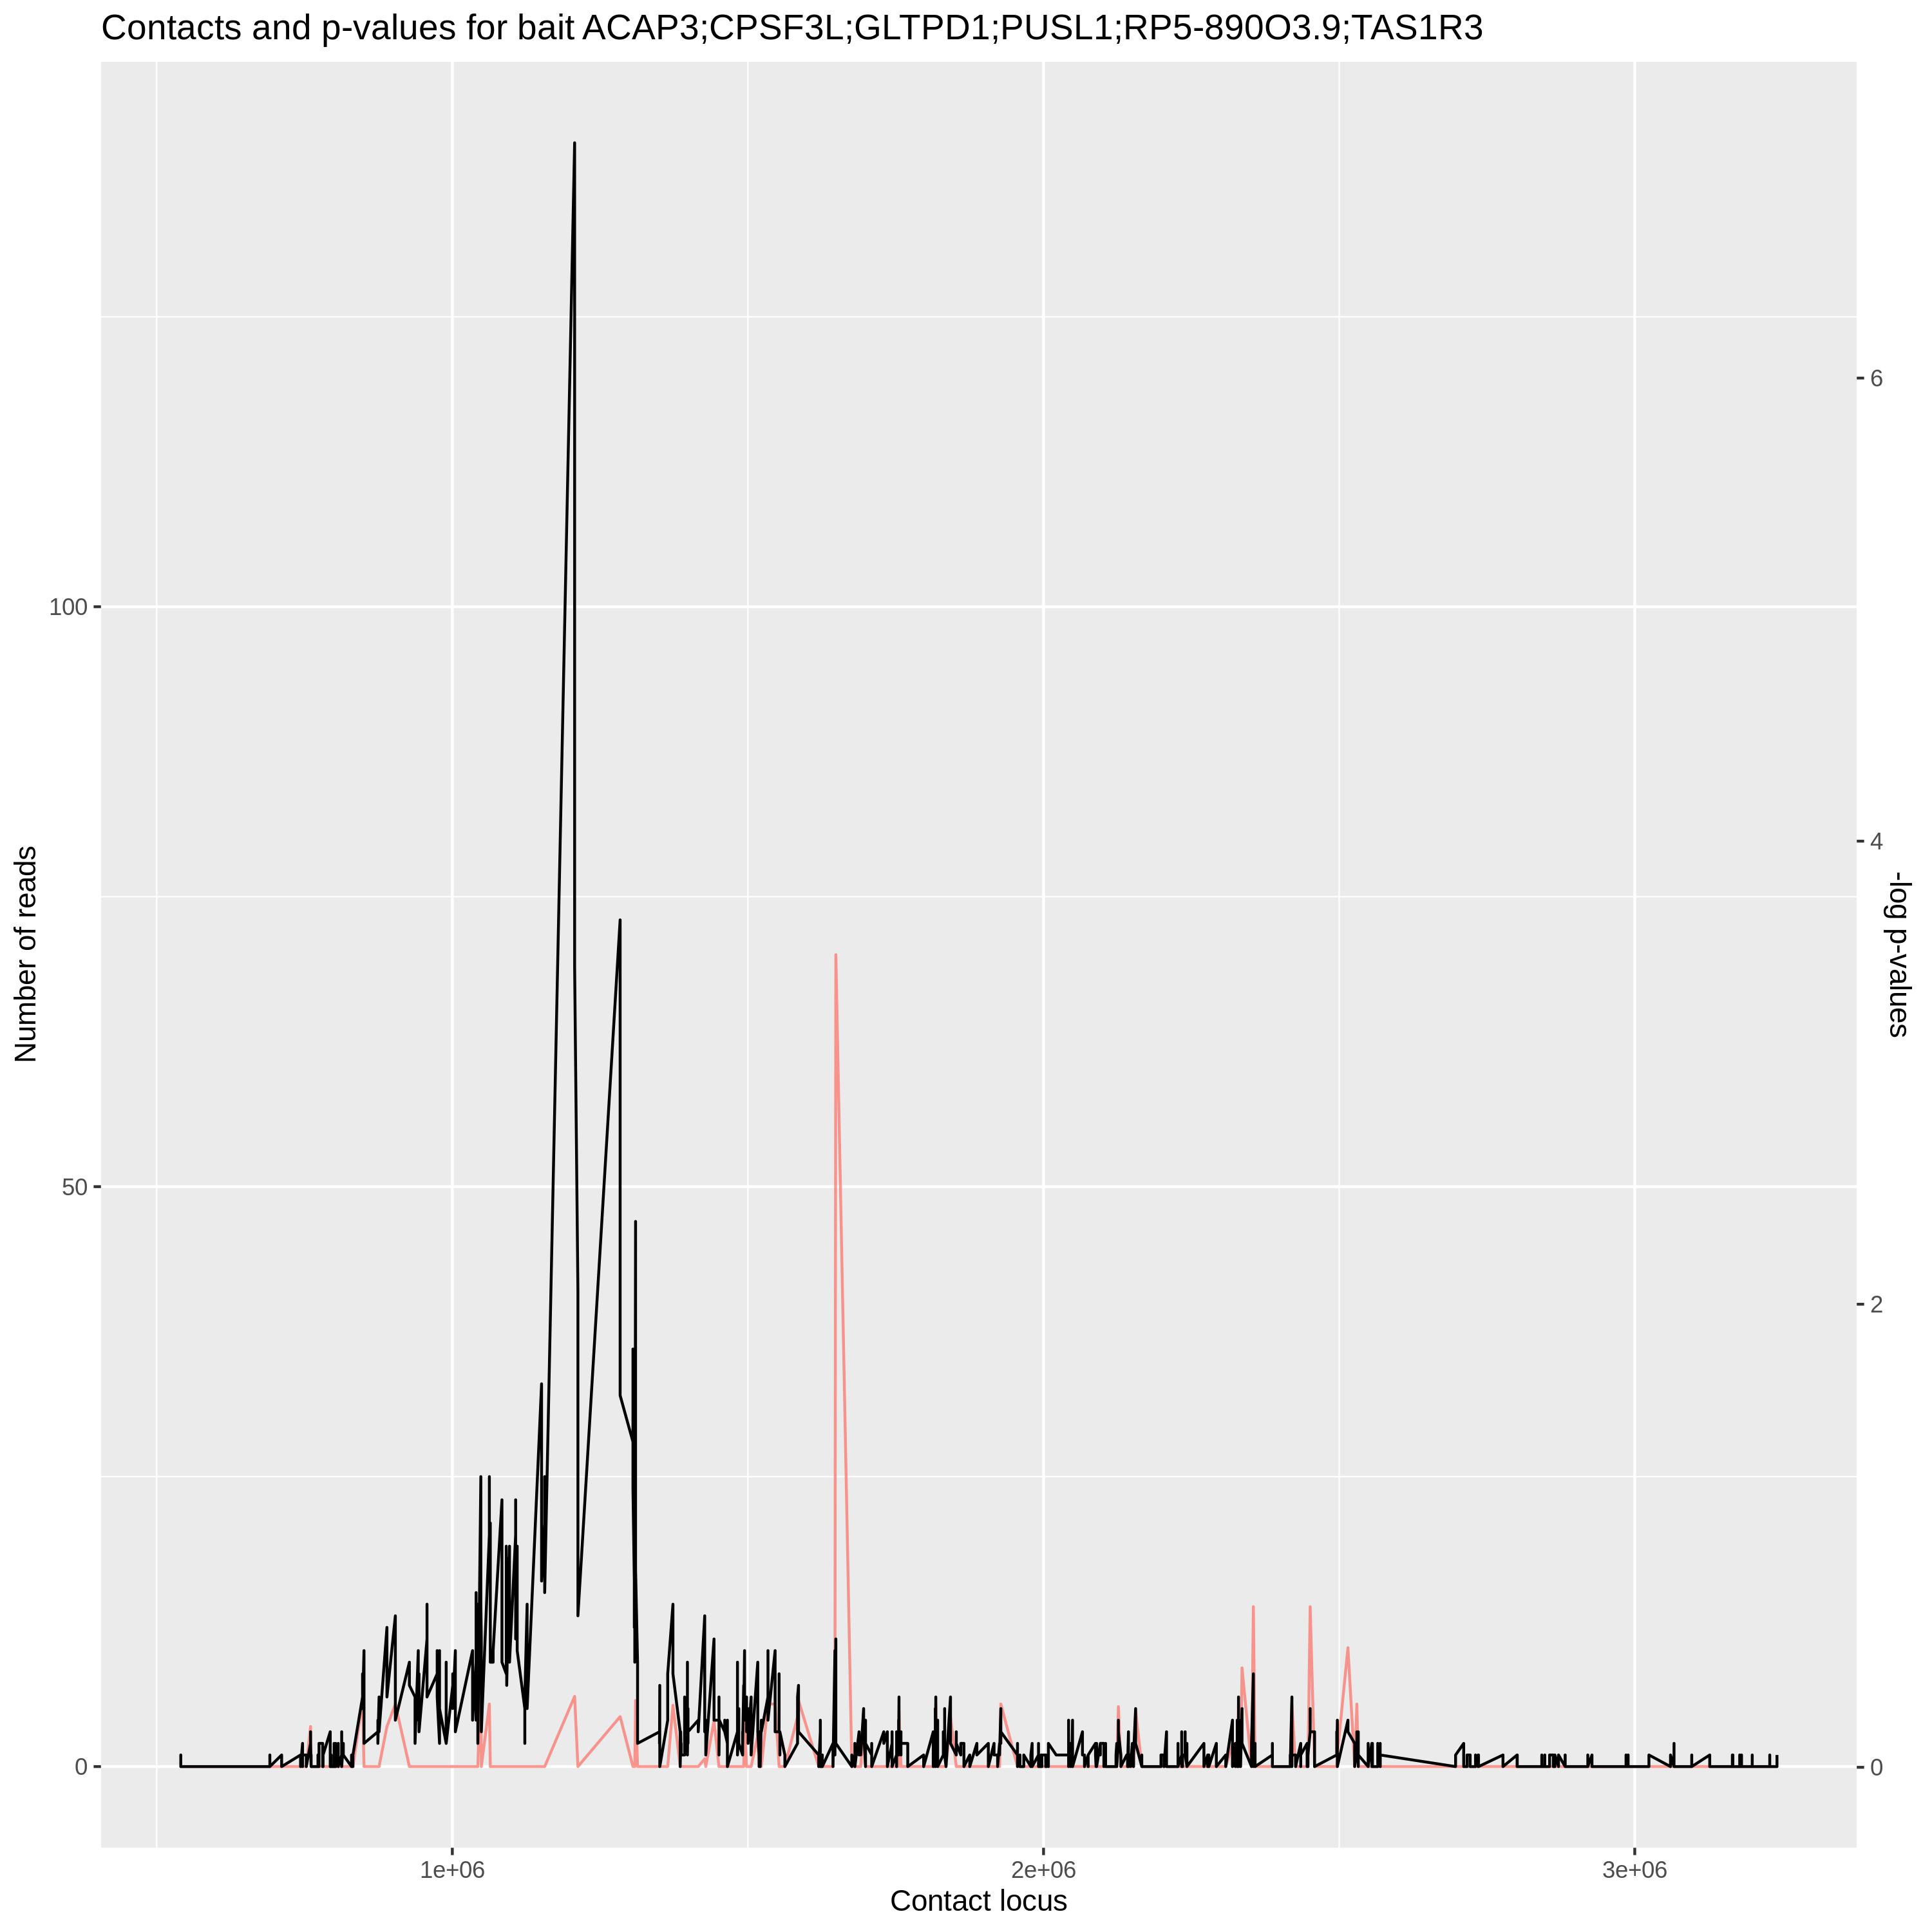 Contacts and p-values for bait ACAP3;CPSF3L;GLTPD1;PUSL1;RP5-890O3.9;TAS1R3
Number of reads
100
50
0
6
4
2
0
-log p-values
1e+06 2e+06 3e+06
Contact locus